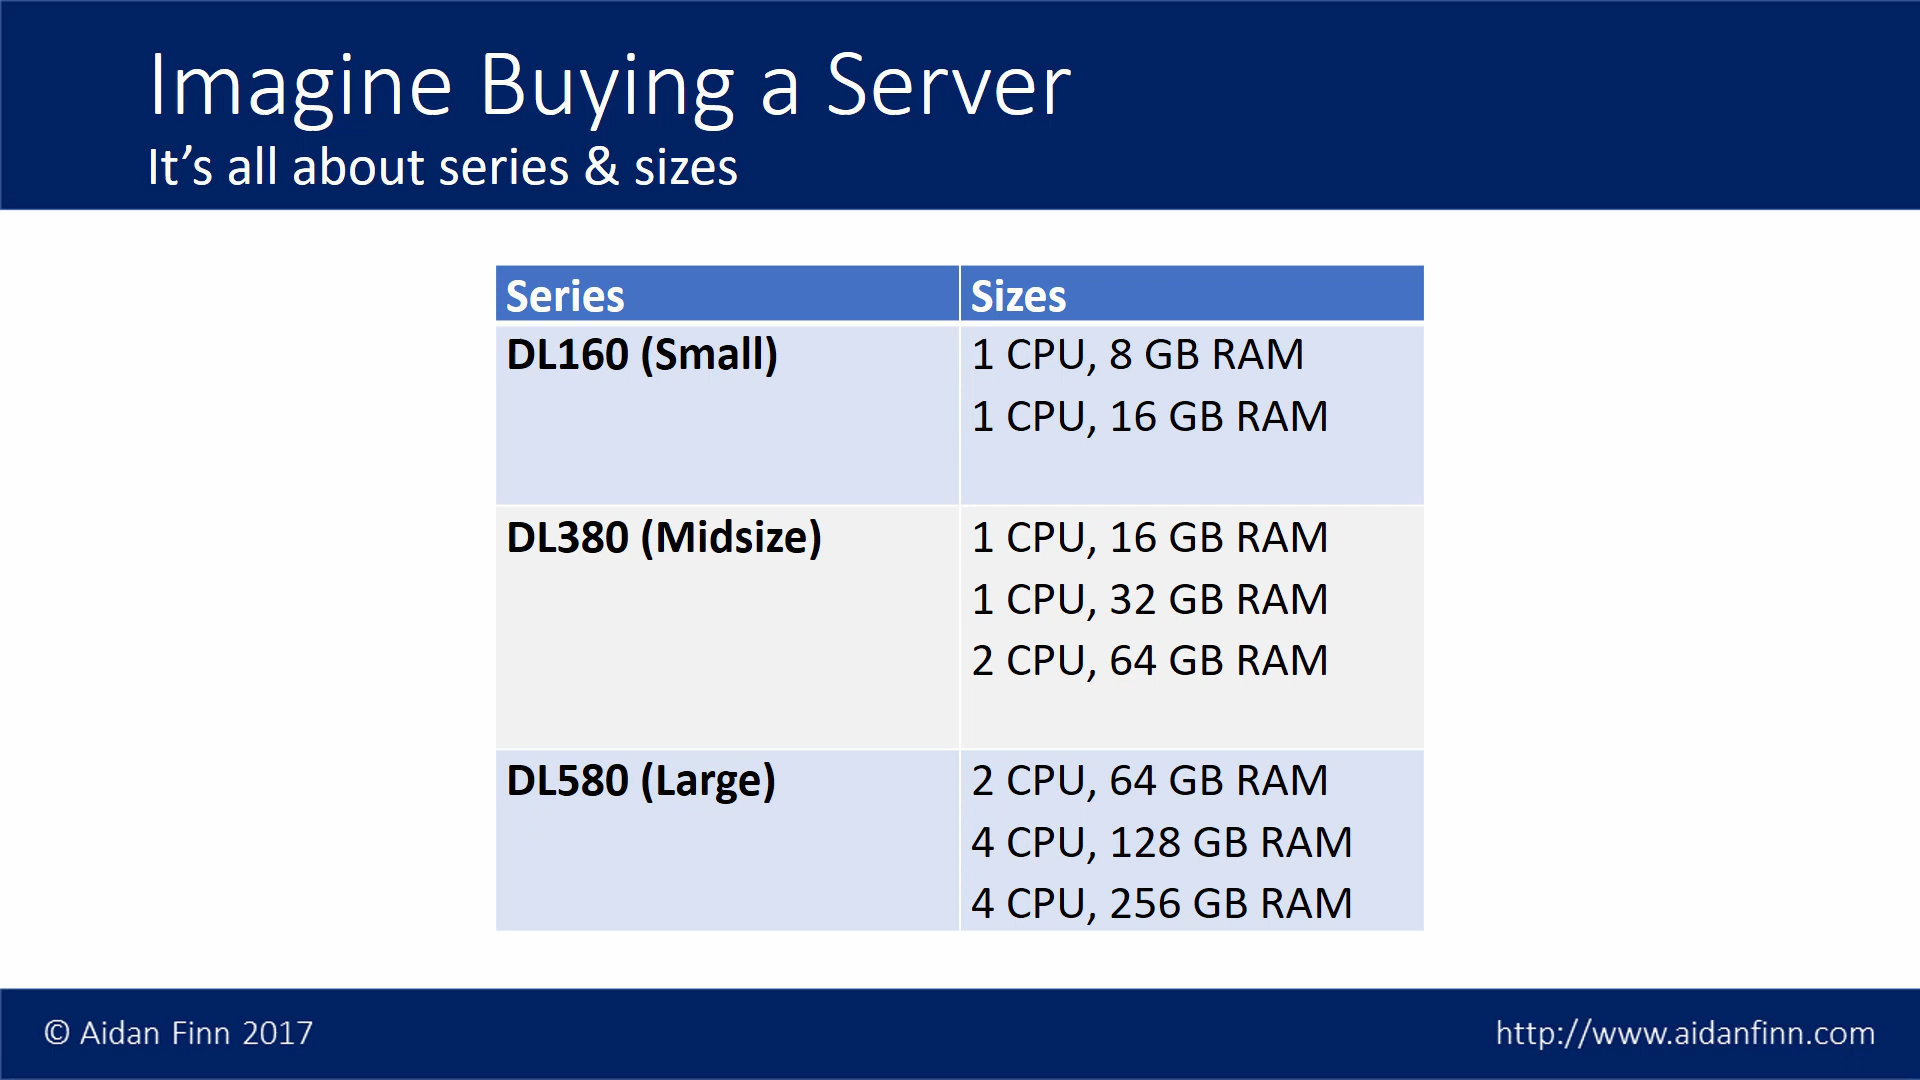 Imagine Buying a Server
It’s all about series & sizes
Series Sizes
DL160 (Small) 1 CPU, 8 GB RAM
1 CPU, 16 GB RAM
DL380 (Midsize) 1 CPU, 16 GB RAM
1 CPU, 32 GB RAM
2 CPU, 64 GB RAM
DL580 (Large) 2 CPU, 64 GB RAM
4 CPU, 128 GB RAM
4 CPU, 256 GB RAM
© Aidan Finn 2017 http://www.aidanfinn.com